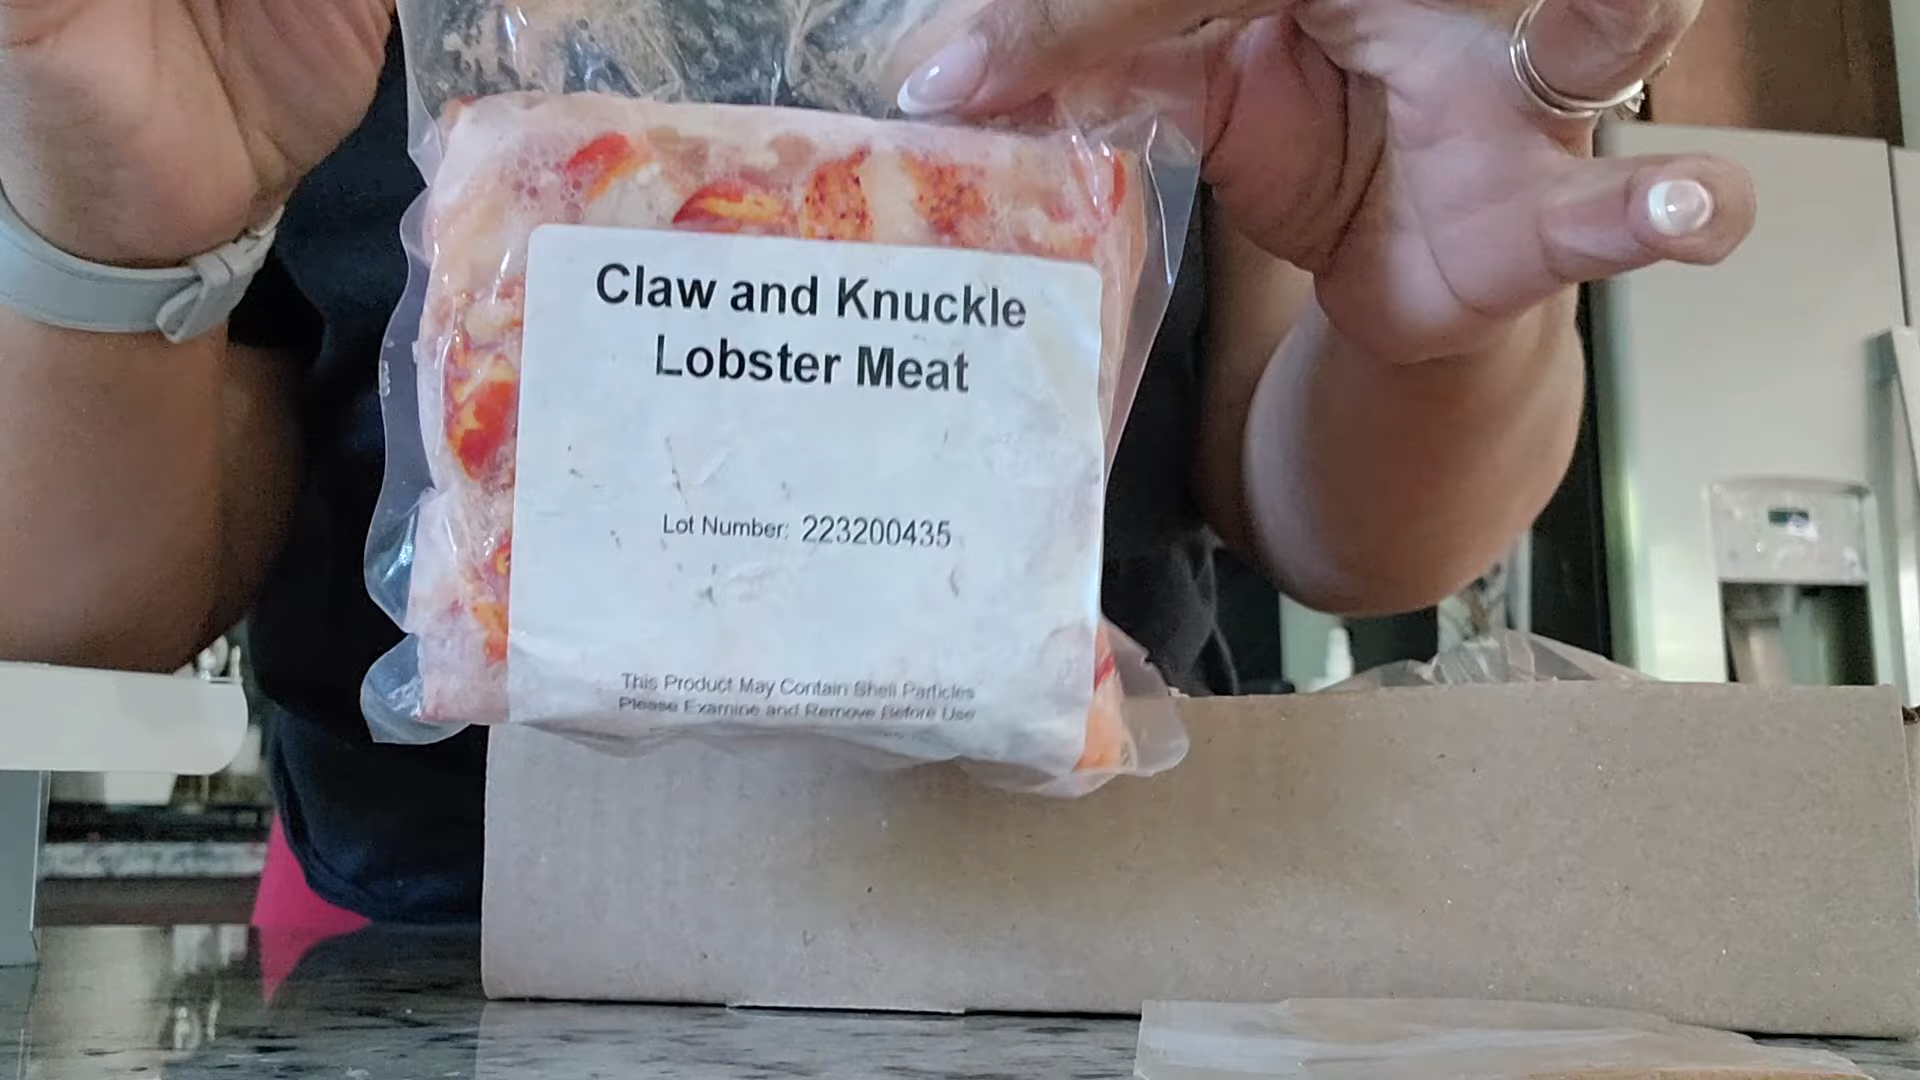 Claw and Knuckle
Lobster Meat
Lot Number: 223200435
This Product May Contain Shell Particles
Please Examine and Remove Before Use